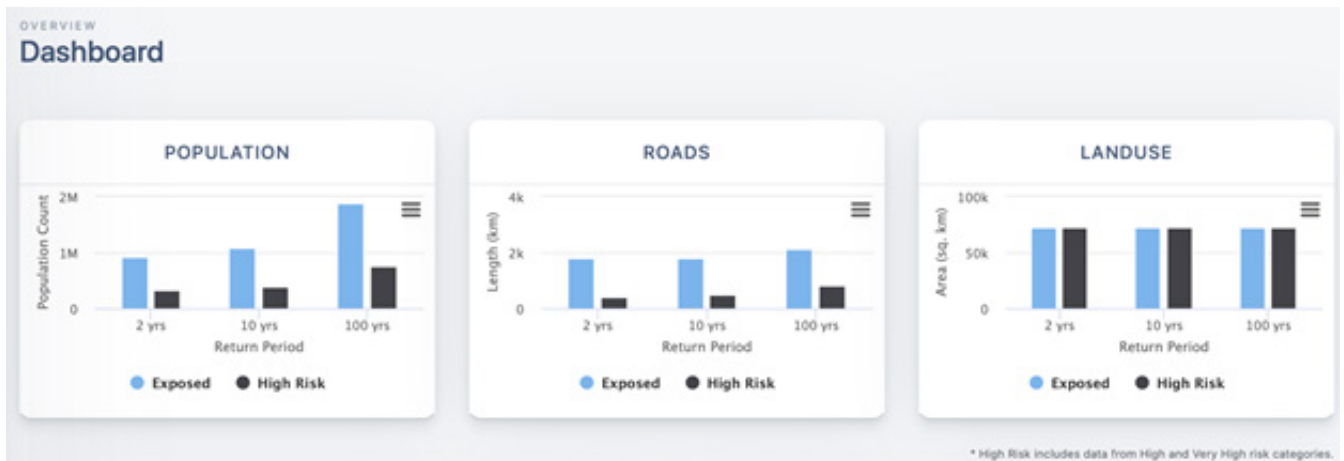 OVERVIEW
Dashboard
POPULATION
Population Count
2M
1M
0
2 yrs 10 yrs 100 yrs
Return Period
Exposed High Risk
ROADS
Length (km)
4k
2k
0
2 yrs 10 yrs 100 yrs
Return Period
Exposed High Risk
LANDUSE
Area (sq. km)
100k
50k
0
2 yrs 10 yrs 100 yrs
Return Period
Exposed High Risk
* High Risk includes data from High and Very High risk categories.